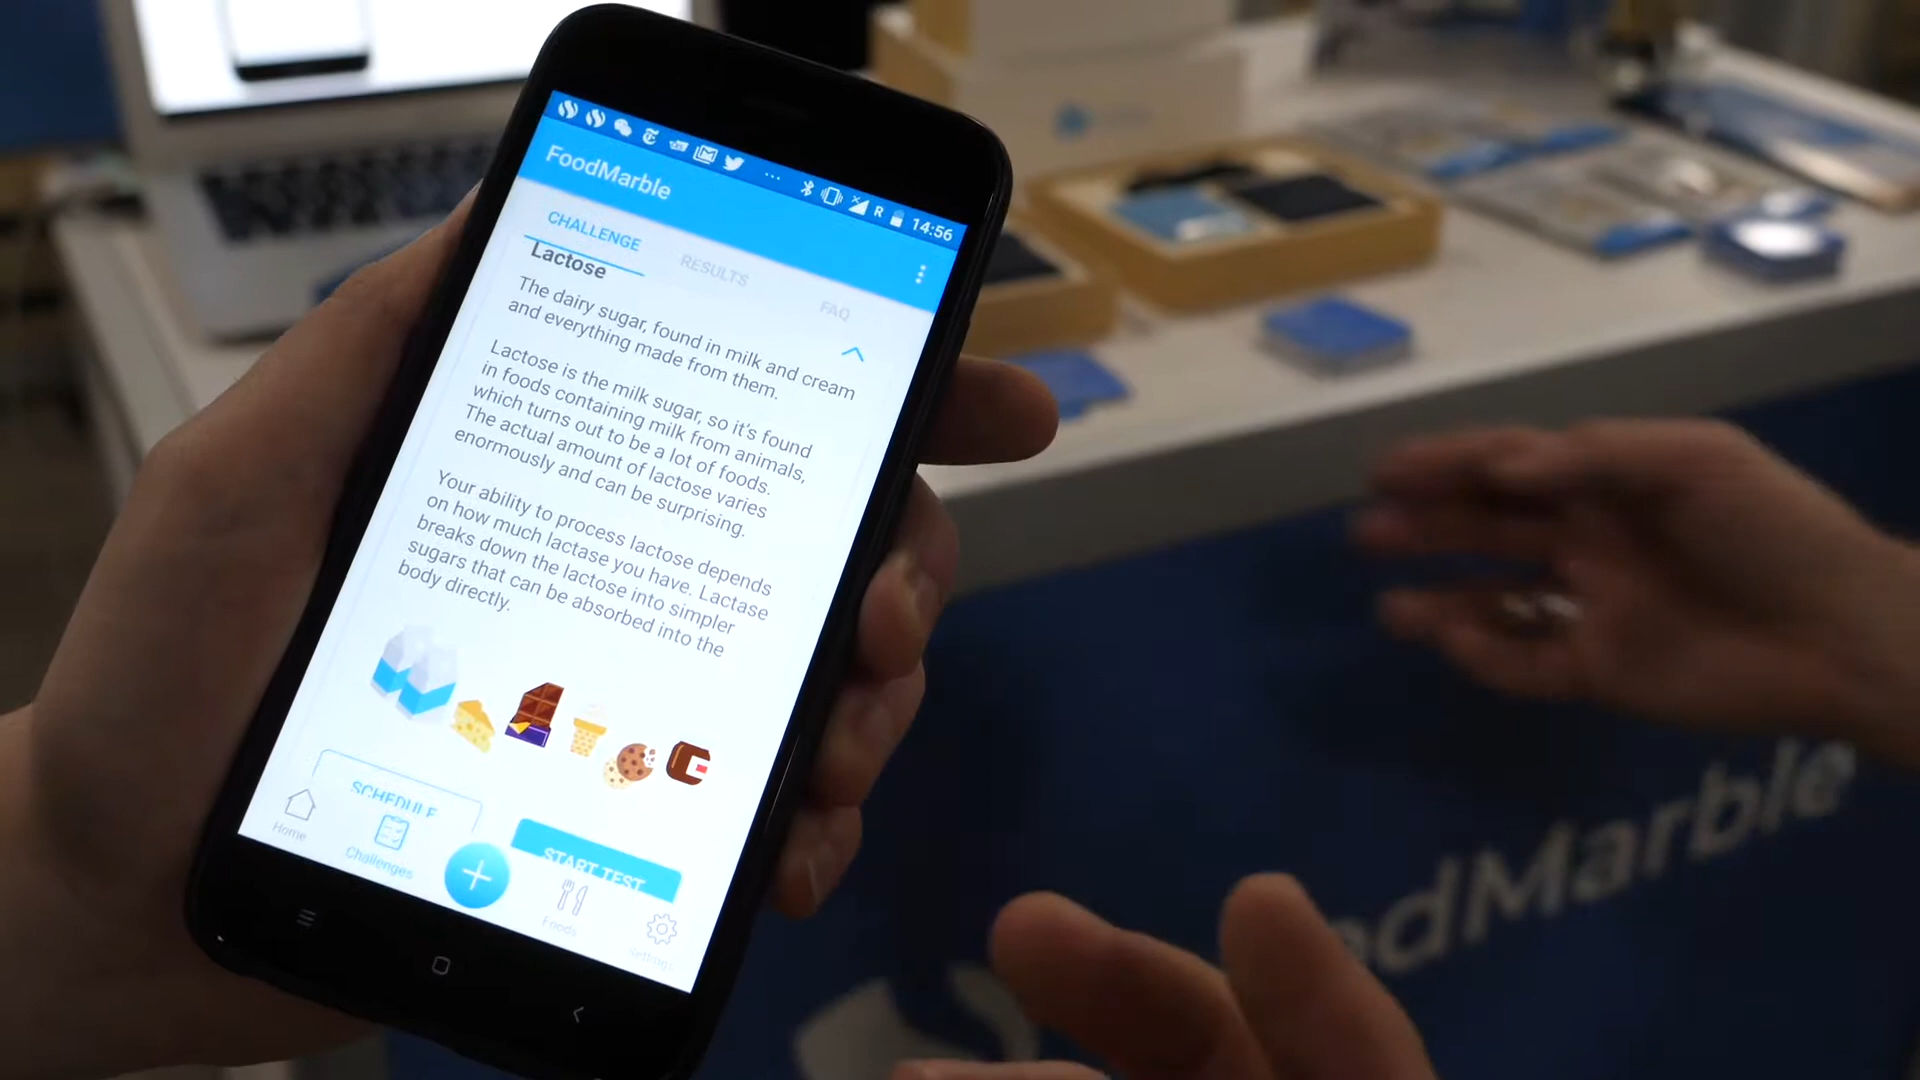 R 14:56
FoodMarble
CHALLENGE
RESULTS
FAQ
Lactose
The dairy sugar, found in milk and cream
and everything made from them.
Lactose is the milk sugar, so it's found
in foods containing milk from animals,
which turns out to be a lot of foods.
The actual amount of lactose varies
enormously and can be surprising.
Your ability to process lactose depends
on how much lactase you have. Lactase
breaks down the lactose into simpler
sugars that can be absorbed into the
body directly.
SCHEDULE
START TEST
Home
Challenges
Foods
Settings
odMarble